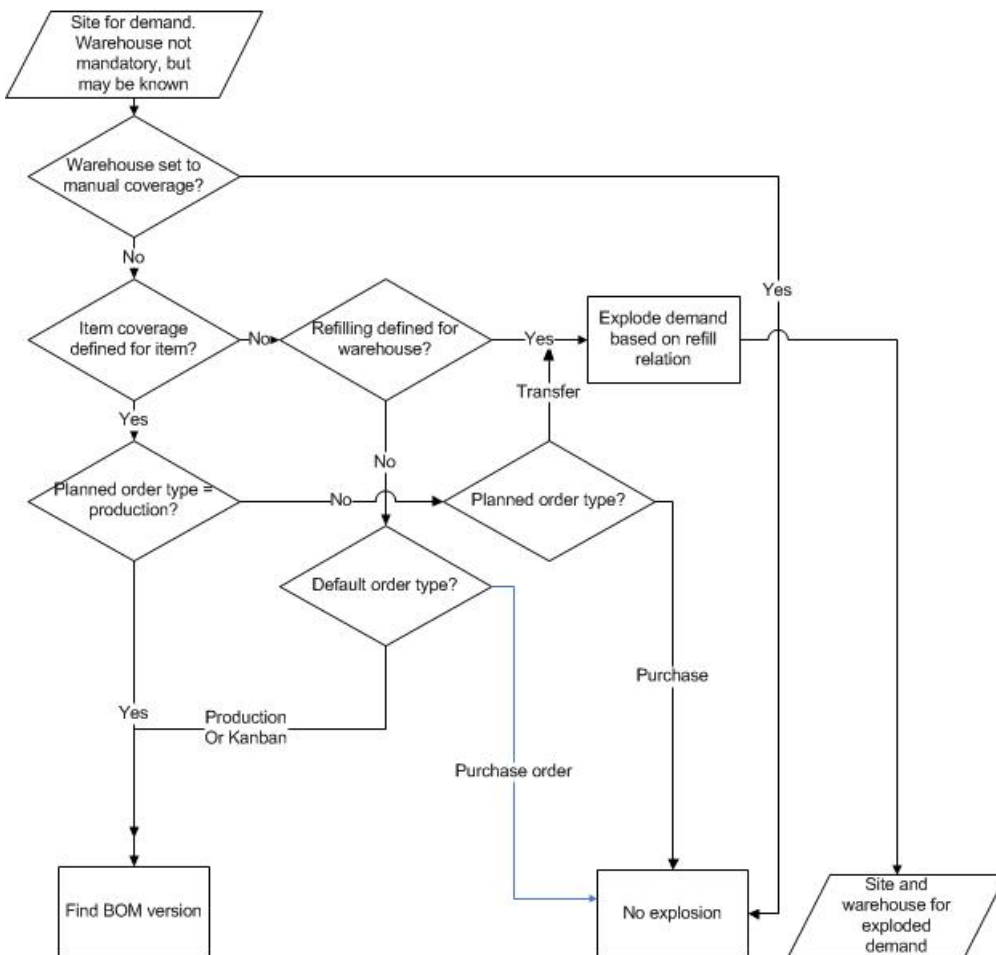 Site for demand.
Warehouse not
mandatory, but
may be known
Warehouse set to
manual coverage?
No
Yes
Item coverage
defined for item?
No
Refilling defined for
warehouse?
Yes
Explode demand
based on refill
relation
Transfer
Yes
No
Planned order type =
production?
No
Planned order type?
Default order type?
Purchase
Yes
Production
Or Kanban
Purchase order
Find BOM version
No explosion
Site and
warehouse for
exploded
demand